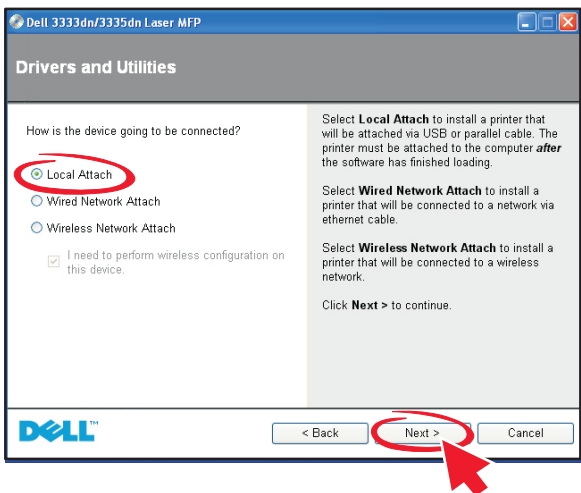 Dell 3333dn/3335dn Laser MFP
Drivers and Utilities
How is the device going to be connected?
Local Attach
Wired Network Attach
Wireless Network Attach
I need to perform wireless configuration on
this device.
Select Local Attach to install a printer that
will be attached via USB or parallel cable. The
printer must be attached to the computer after
the software has finished loading.
Select Wired Network Attach to install a
printer that will be connected to a network via
ethernet cable.
Select Wireless Network Attach to install a
printer that will be connected to a wireless
network.
Click Next > to continue.
DELL™
< Back
Next >
Cancel